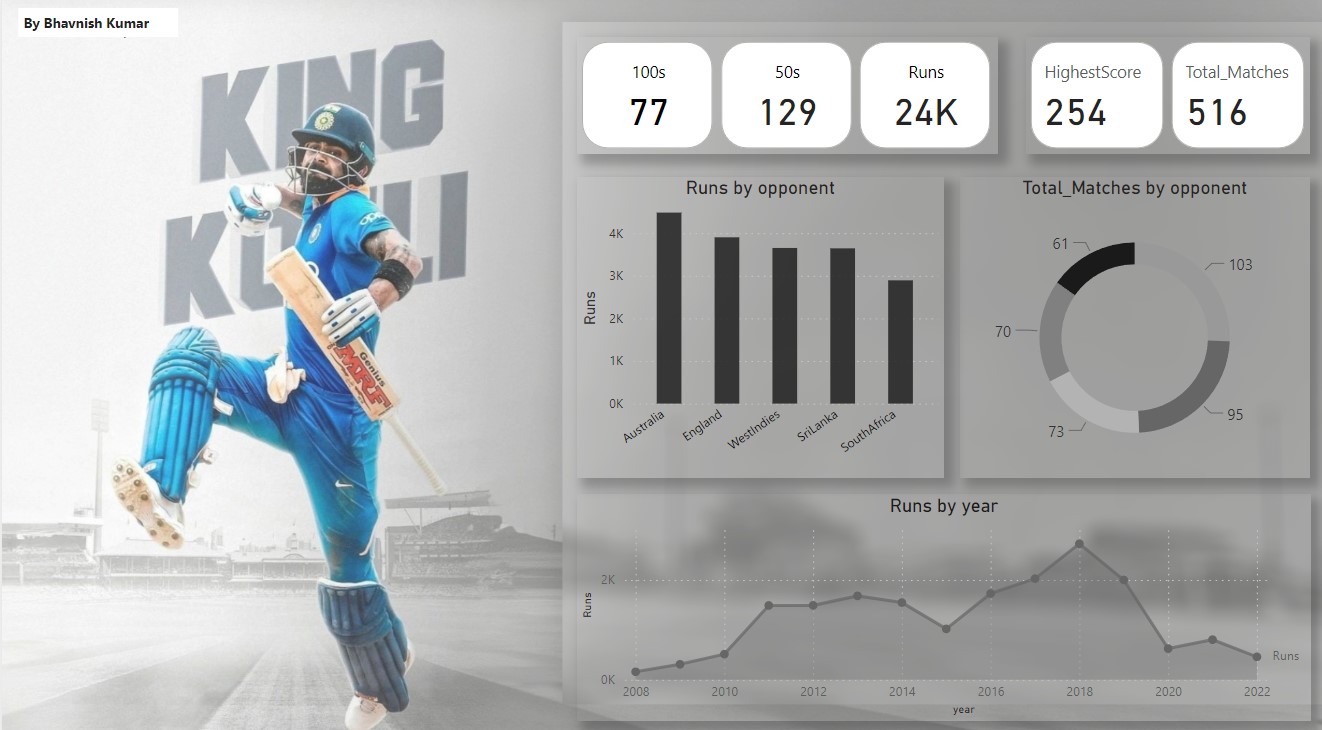 By Bhavnish Kumar
KING
KOHLI
Genius
MRF
100s
77
50s
129
Runs
24K
HighestScore
254
Total_Matches
516
Runs by opponent
Runs
4K
3K
2K
1K
0K
Australia
England
WestIndies
SriLanka
SouthAfrica
Total_Matches by opponent
61
103
70
73
95
Runs by year
Runs
2K
0K
2008
2010
2012
2014
2016
2018
2020
2022
Runs
year